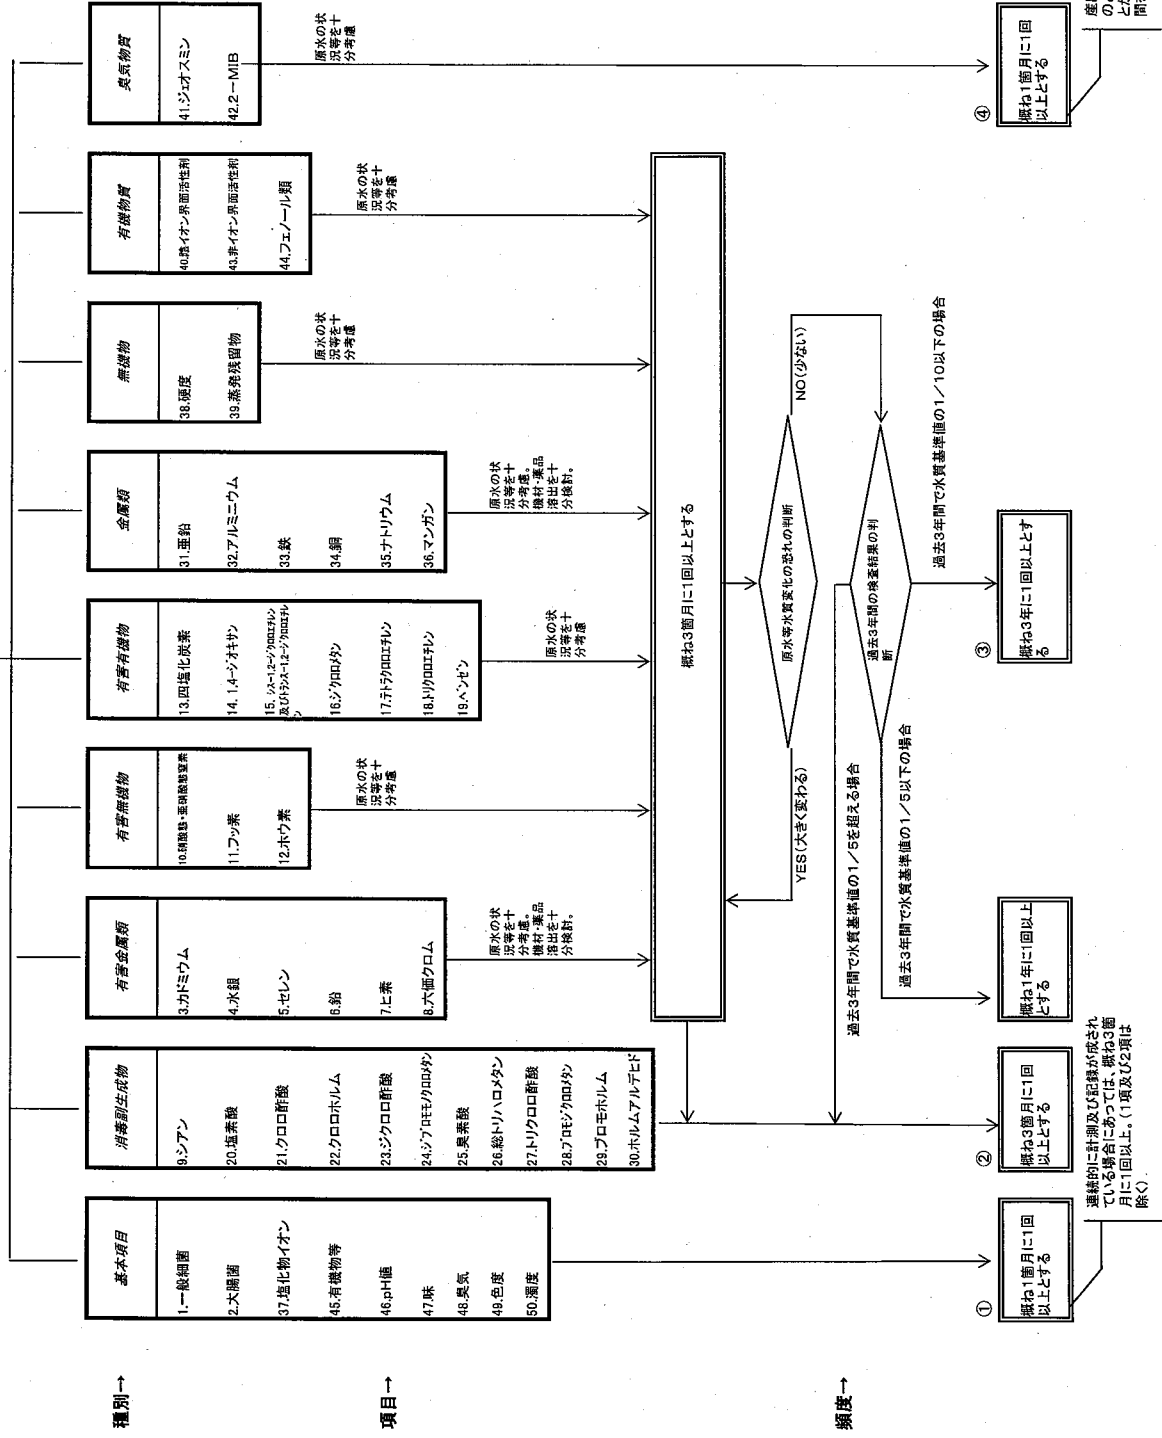 種別→
基本項目
消毒副生成物
有害金属類
有害無機物
有害有機物
金属類
無機物
有機物質
臭気物質
項目→
1.一般細菌
2.大腸菌
37.塩化物イオン
45.有機物等
46.pH値
47.味
48.臭気
49.色度
50.濁度
9.シアン
20.塩素酸
21.クロロ酢酸
22.クロロホルム
23.ジクロロ酢酸
24.ジブロモモノクロロメタン
25.臭素酸
26.総トリハロメタン
27.トリクロロ酢酸
28.ブロモジクロロメタン
29.ブロモホルム
30.ホルムアルデヒド
3.カドミウム
4.水銀
5.セレン
6.鉛
7.ヒ素
8.六価クロム
原水の状
況等を十
分考慮。
機材・薬品
溶出を十
分検討。
10.硝酸態・亜硝酸態窒素
11.フッ素
12.ホウ素
原水の状
況等を十
分考慮
13.四塩化炭素
14.1,4-ジオキサン
15.シス-1,2-ジクロロエチレン
及びトランス-1,2-ジクロロエチレ
ン
16.ジクロロメタン
17.テトラクロロエチレン
18.トリクロロエチレン
19.ベンゼン
原水の状
況等を十
分考慮
31.亜鉛
32.アルミニウム
33.鉄
34.銅
35.ナトリウム
36.マンガン
原水の状
況等を十
分考慮。
機材・薬品
溶出を十
分検討。
38.硬度
39.蒸発残留物
原水の状
況等を十
分考慮
40.陰イオン界面活性剤
43.非イオン界面活性剤
44.フェノール類
原水の状
況等を十
分考慮
41.ジェオスミン
42.2-MIB
原水の状
況等を十
分考慮
概ね3箇月に1回以上とする
原水等水質変化の恐れの判断
YES(大きく変わる)
NO(少ない)
過去3年間の検査結果の判
断
過去3年間で水質基準値の1/5を超える場合
過去3年間で水質基準値の1/5以下の場合
過去3年間で水質基準値の1/10以下の場合
頻度→
①
概ね1箇月に1回
以上とする
②
概ね3箇月に1回
以上とする
概ね1年に1回以上
とする
③
概ね3年に1回以上とす
る
④
概ね1箇月に1回
以上とする
連続的に計測及び記録が成され
ている場合にあっては、概ね3箇
月に1回以上。(1項及び2項は
除く)